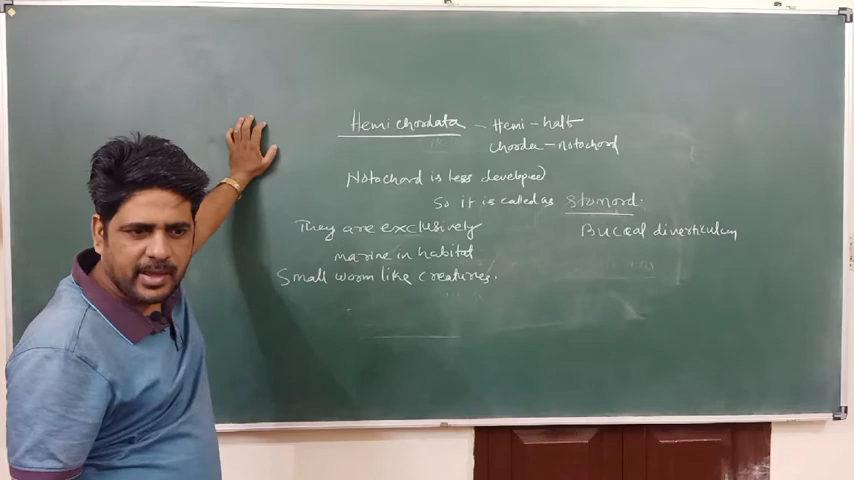 Hemichordata - Hemi - half
chorda - notochord
Notochord is less developed
So it is called as stomord.
Buccal diverticulum
They are exclusively
marine in habitat
Small worm like creatures.